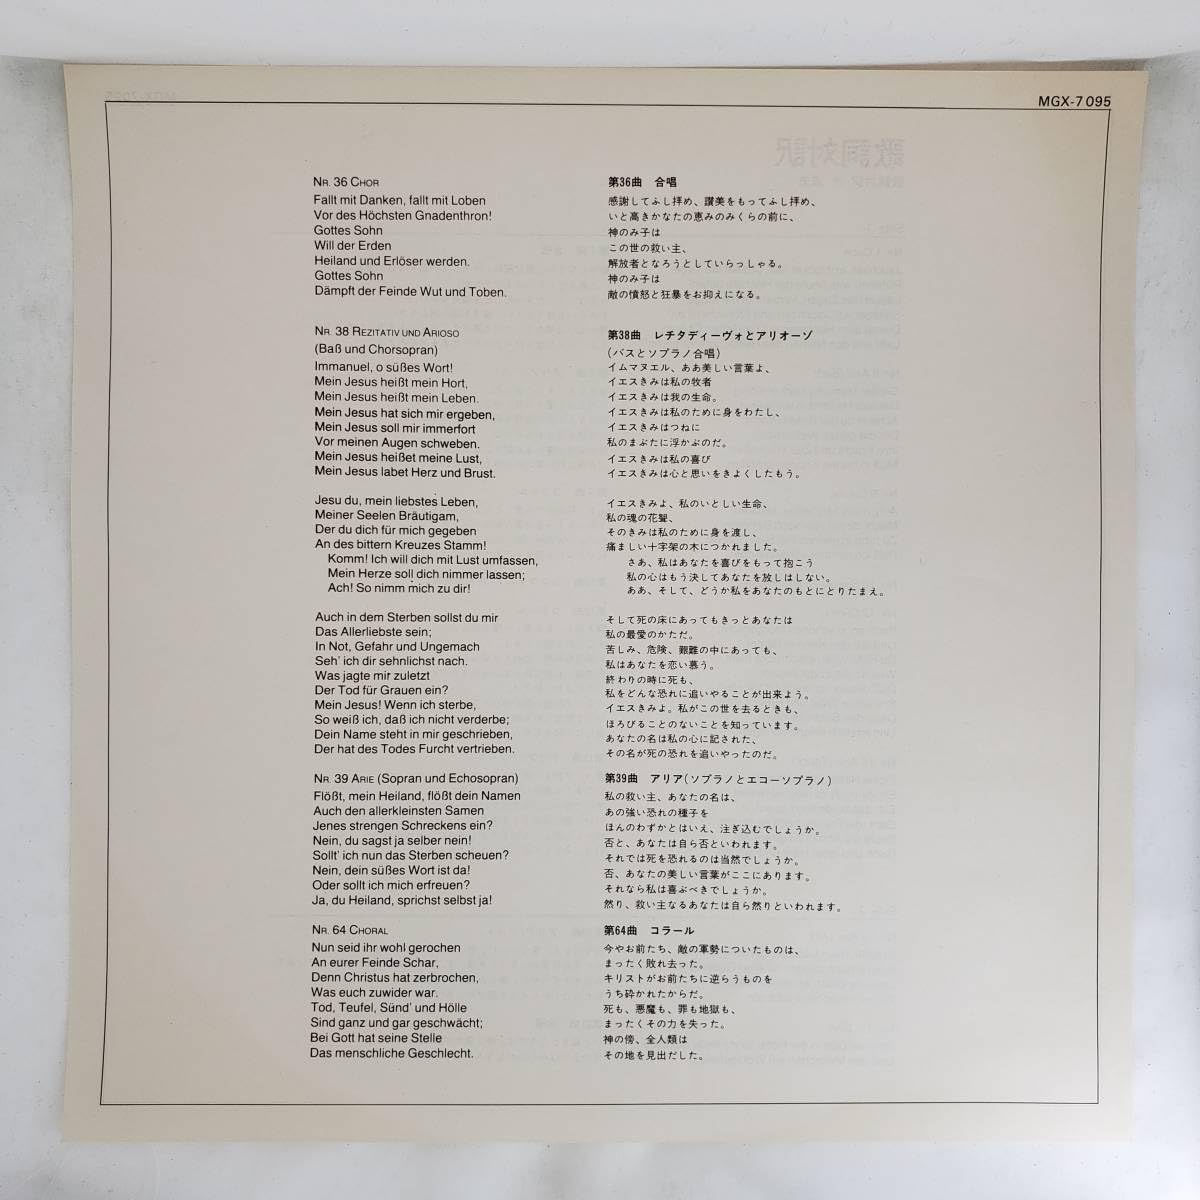 MGX-7095
NR. 36 CHOR
Fallt mit Danken, fallt mit Loben
Vor des Höchsten Gnadenthron!
Gottes Sohn
Will der Erden
Heiland und Erlöser werden.
Gottes Sohn
Dämpft der Feinde Wut und Toben.
第36曲 合唱
感謝してふし拝め、讃美をもってふし拝め、
いと高きかなたの恵みのみくらの前に、
神のみ子は
この世の救い主、
解放者となろうとしていらっしゃる。
神のみ子は
敵の憤怒と狂暴をお抑えになる。
NR. 38 REZITATIV UND ARIOSO
(Baß und Chorsopran)
Immanuel, o süßes Wort!
Mein Jesus heißt mein Hort,
Mein Jesus heißt mein Leben.
Mein Jesus hat sich mir ergeben,
Mein Jesus soll mir immerfort
Vor meinen Augen schweben.
Mein Jesus heißet meine Lust,
Mein Jesus labet Herz und Brust.
第38曲 レチタディーヴォとアリオーゾ
(バスとソプラノ合唱)
イムマヌエル、ああ美しい言葉よ、
イエスきみは私の牧者
イエスきみは我の生命。
イエスきみは私のために身をわたし、
イエスきみはつねに
私のまぶたに浮かぶのだ。
イエスきみは私の喜び
イエスきみは心と思いをきよくしたもう。
Jesu du, mein liebstes Leben,
Meiner Seelen Bräutigam,
Der du dich für mich gegeben
An des bittern Kreuzes Stamm!
Komm! Ich will dich mit Lust umfassen,
Mein Herze soll dich nimmer lassen;
Ach! So nimm mich zu dir!
イエスきみよ、私のいとしい生命、
私の魂の花聟、
そのきみは私のために身を渡し、
痛ましい十字架の木につかれました。
さあ、私はあなたを喜びをもって抱こう
私の心はもう決してあなたを放しはしない。
ああ、そして、どうか私をあなたのもとにとりたまえ。
Auch in dem Sterben sollst du mir
Das Allerliebste sein;
In Not, Gefahr und Ungemach
Seh' ich dir sehnlichst nach.
Was jagte mir zuletzt
Der Tod für Grauen ein?
Mein Jesus! Wenn ich sterbe,
So weiß ich, daß ich nicht verderbe;
Dein Name steht in mir geschrieben,
Der hat des Todes Furcht vertrieben.
そして死の床にあってもきっとあなたは
私の最愛のかただ。
苦しみ、危険、艱難の中にあっても、
私はあなたを恋い慕う。
終わりの時に死も、
私をどんな恐れに追いやることが出来よう。
イエスきみよ。私がこの世を去るときも、
ほろびることのないことを知っています。
あなたの名は私の心に記された、
その名が死の恐れを追いやったのだ。
NR. 39 ARIE (Sopran und Echosopran)
Flößt, mein Heiland, flößt dein Namen
Auch den allerkleinsten Samen
Jenes strengen Schreckens ein?
Nein, du sagst ja selber nein!
Sollt' ich nun das Sterben scheuen?
Nein, dein süßes Wort ist da!
Oder sollt ich mich erfreuen?
Ja, du Heiland, sprichst selbst ja!
第39曲 アリア(ソプラノとエコーソプラノ)
私の救い主、あなたの名は、
あの強い恐れの種子を
ほんのわずかとはいえ、注ぎ込むでしょうか。
否と、あなたは自ら否といわれます。
それでは死を恐れるのは当然でしょうか。
否、あなたの美しい言葉がここにあります。
それなら私は喜ぶべきでしょうか。
然り、救い主なるあなたは自ら然りといわれます。
NR. 64 CHORAL
Nun seid ihr wohl gerochen
An eurer Feinde Schar,
Denn Christus hat zerbrochen,
Was euch zuwider war.
Tod, Teufel, Sünd' und Hölle
Sind ganz und gar geschwächt;
Bei Gott hat seine Stelle
Das menschliche Geschlecht.
第64曲 コラール
今やお前たち、敵の軍勢についたものは、
まったく敗れ去った。
キリストがお前たちに逆らうものを
うち砕かれたからだ。
死も、悪魔も、罪も地獄も、
まったくその力を失った。
神の傍、全人類は
その地を見出だした。